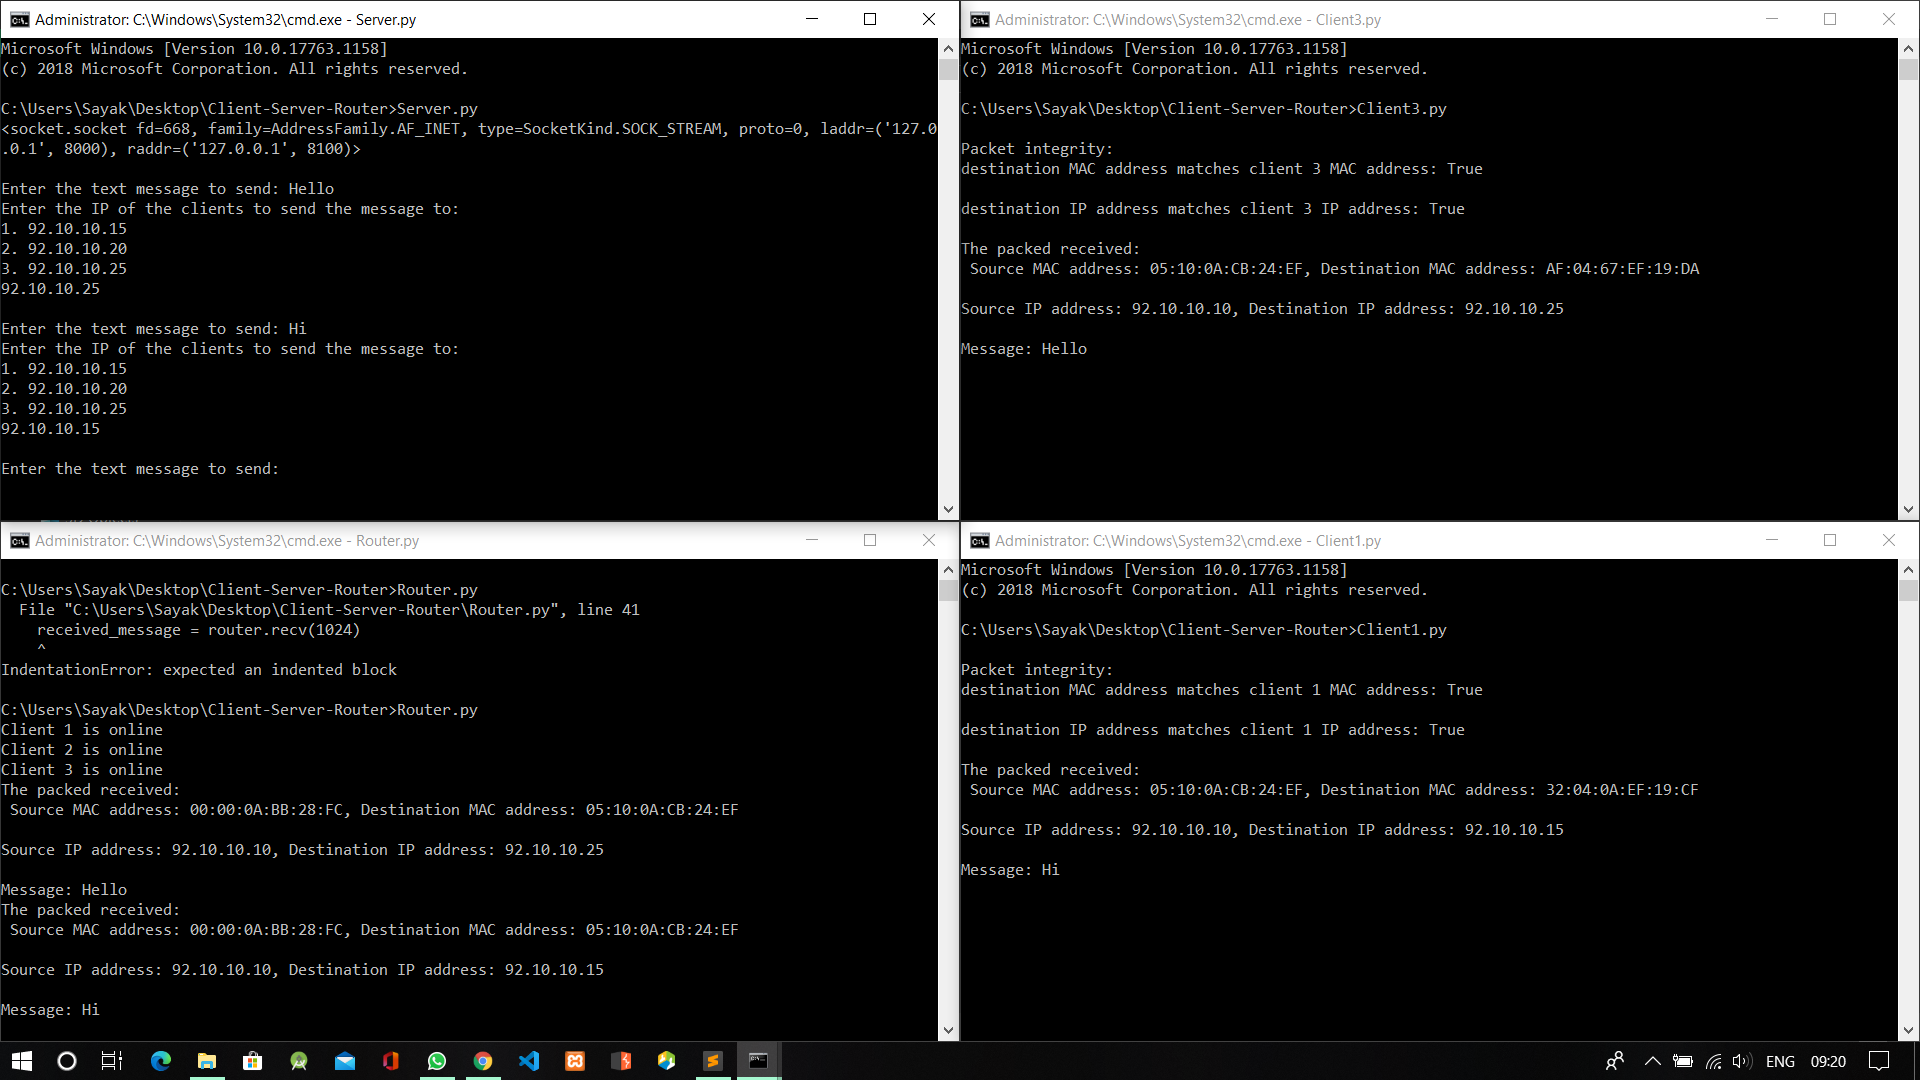 Administrator: C:\Windows\System32\cmd.exe - Server.py
Microsoft Windows [Version 10.0.17763.1158]
(c) 2018 Microsoft Corporation. All rights reserved.
C:\Users\Sayak\Desktop\Client-Server-Router>Server.py
<socket.socket fd=668, family=AddressFamily.AF_INET, type=SocketKind.SOCK_STREAM, proto=0, laddr=('127.0
.0.1', 8000), raddr=('127.0.0.1', 8100)>
Enter the text message to send: Hello
Enter the IP of the clients to send the message to:
1. 92.10.10.15
2. 92.10.10.20
3. 92.10.10.25
92.10.10.25
Enter the text message to send: Hi
Enter the IP of the clients to send the message to:
1. 92.10.10.15
2. 92.10.10.20
3. 92.10.10.25
92.10.10.15
Enter the text message to send:
Administrator: C:\Windows\System32\cmd.exe - Client3.py
Microsoft Windows [Version 10.0.17763.1158]
(c) 2018 Microsoft Corporation. All rights reserved.
C:\Users\Sayak\Desktop\Client-Server-Router>Client3.py
Packet integrity:
destination MAC address matches client 3 MAC address: True
destination IP address matches client 3 IP address: True
The packed received:
Source MAC address: 05:10:0A:CB:24:EF, Destination MAC address: AF:04:67:EF:19:DA
Source IP address: 92.10.10.10, Destination IP address: 92.10.10.25
Message: Hello
Administrator: C:\Windows\System32\cmd.exe - Router.py
C:\Users\Sayak\Desktop\Client-Server-Router>Router.py
File "C:\Users\Sayak\Desktop\Client-Server-Router\Router.py", line 41
received_message = router.recv(1024)
^
IndentationError: expected an indented block
C:\Users\Sayak\Desktop\Client-Server-Router>Router.py
Client 1 is online
Client 2 is online
Client 3 is online
The packed received:
Source MAC address: 00:00:0A:BB:28:FC, Destination MAC address: 05:10:0A:CB:24:EF
Source IP address: 92.10.10.10, Destination IP address: 92.10.10.25
Message: Hello
The packed received:
Source MAC address: 00:00:0A:BB:28:FC, Destination MAC address: 05:10:0A:CB:24:EF
Source IP address: 92.10.10.10, Destination IP address: 92.10.10.15
Message: Hi
Administrator: C:\Windows\System32\cmd.exe - Client1.py
Microsoft Windows [Version 10.0.17763.1158]
(c) 2018 Microsoft Corporation. All rights reserved.
C:\Users\Sayak\Desktop\Client-Server-Router>Client1.py
Packet integrity:
destination MAC address matches client 1 MAC address: True
destination IP address matches client 1 IP address: True
The packed received:
Source MAC address: 05:10:0A:CB:24:EF, Destination MAC address: 32:04:0A:EF:19:CF
Source IP address: 92.10.10.10, Destination IP address: 92.10.10.15
Message: Hi
ENG 09:20